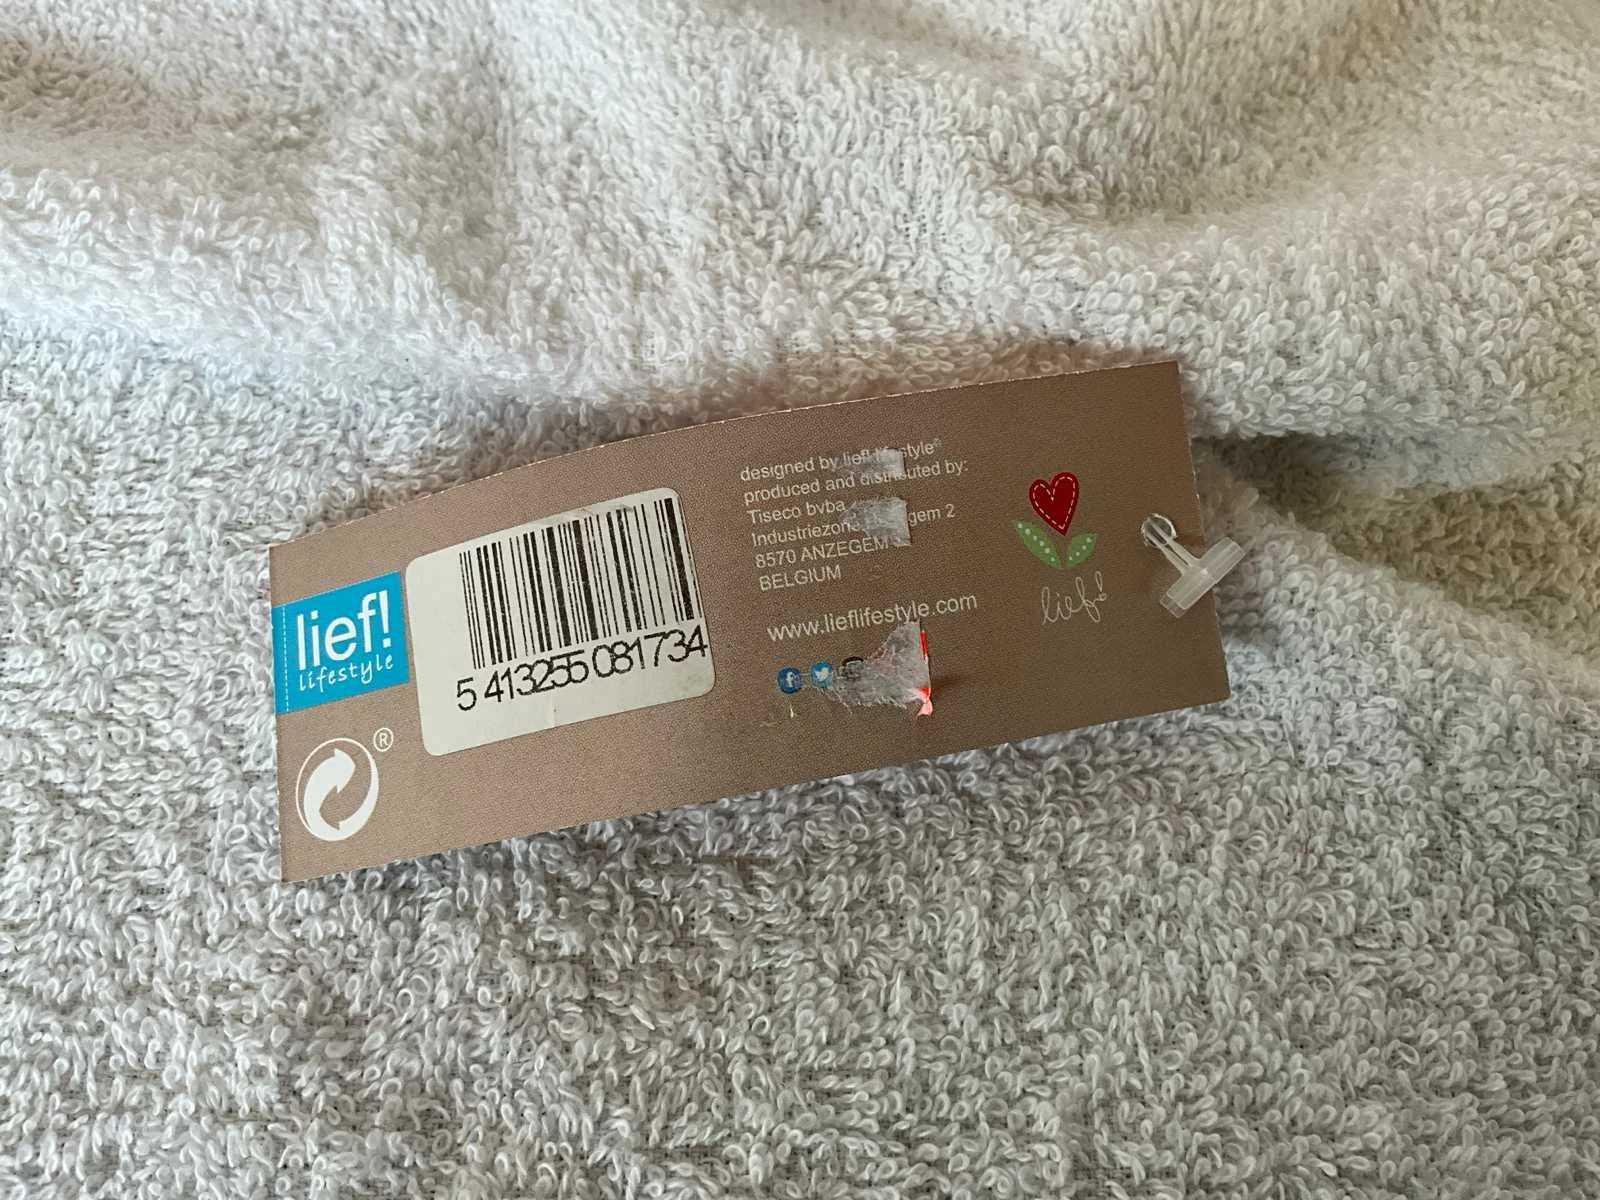 lief!
lifestyle
®
5 413255 081734
designed by lief! lifestyle®
produced and distributed by:
Tiseco bvba
Industriezone gem 2
8570 ANZEGEM
BELGIUM
www.lieflifestyle.com
lief!